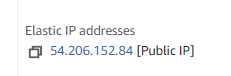 Elastic IP addresses
54.206.152.84 [Public IP]